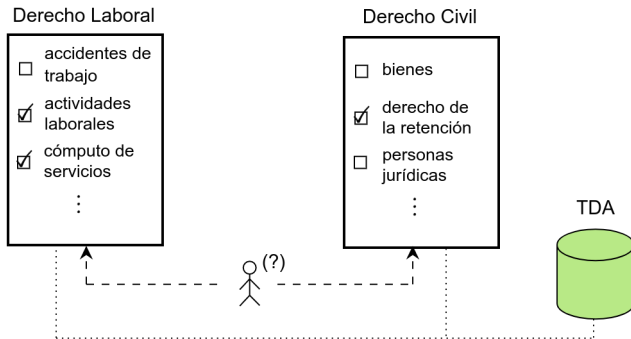 Derecho Laboral
accidentes de
trabajo
actividades
laborales
cómputo de
servicios
⋮
Derecho Civil
bienes
derecho de
la retención
personas
jurídicas
⋮
(?)
TDA